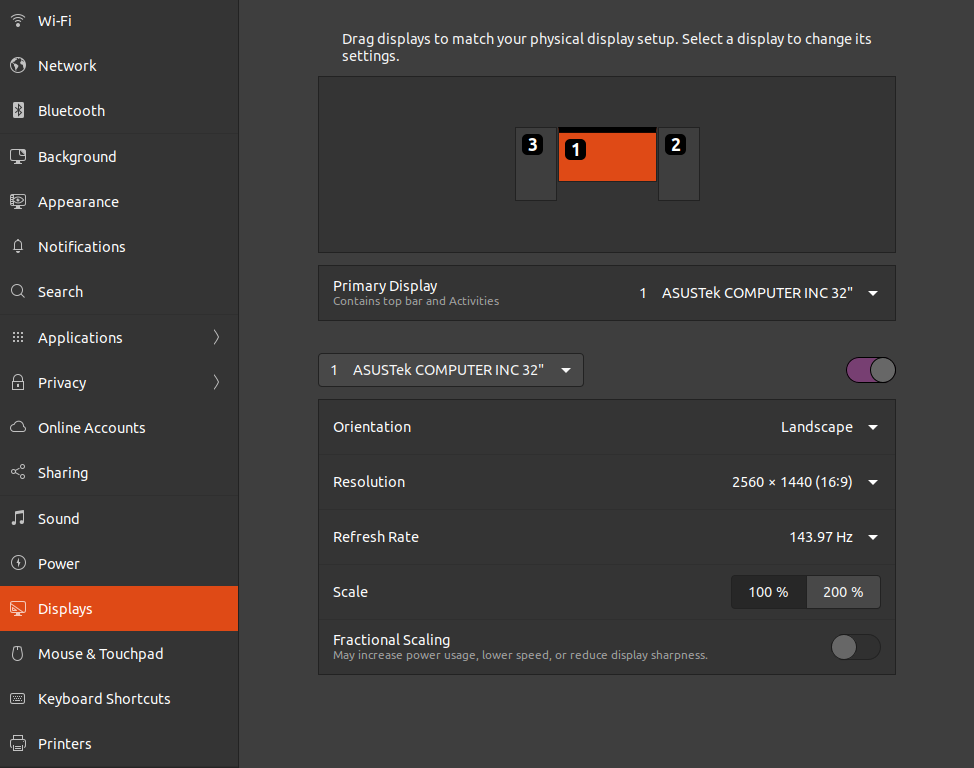 Wi-Fi
Network
Bluetooth
Background
Appearance
Notifications
Search
Applications
Privacy
Online Accounts
Sharing
Sound
Power
Displays
Mouse & Touchpad
Keyboard Shortcuts
Printers
Drag displays to match your physical display setup. Select a display to change its
settings.
3 1 2
Primary Display
Contains top bar and Activities
1 ASUSTek COMPUTER INC 32"
1 ASUSTek COMPUTER INC 32"
Orientation Landscape
Resolution 2560 × 1440 (16:9)
Refresh Rate 143.97 Hz
Scale 100 % 200 %
Fractional Scaling
May increase power usage, lower speed, or reduce display sharpness.